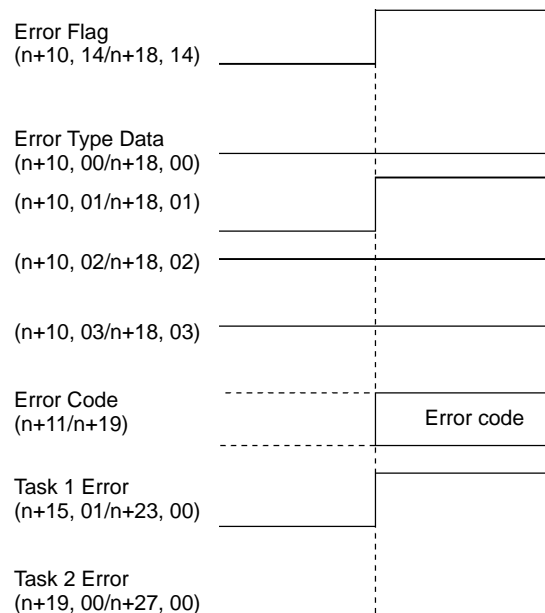 Error Flag
(n+10, 14/n+18, 14)
Error Type Data
(n+10, 00/n+18, 00)
(n+10, 01/n+18, 01)
(n+10, 02/n+18, 02)
(n+10, 03/n+18, 03)
Error Code
(n+11/n+19)
Error code
Task 1 Error
(n+15, 01/n+23, 00)
Task 2 Error
(n+19, 00/n+27, 00)